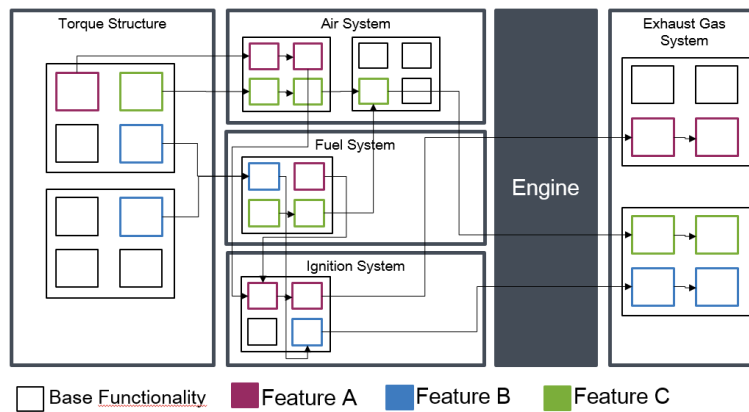 Torque Structure
Air System
Exhaust Gas
System
Fuel System
Engine
Ignition System
Base Functionality
Feature A
Feature B
Feature C